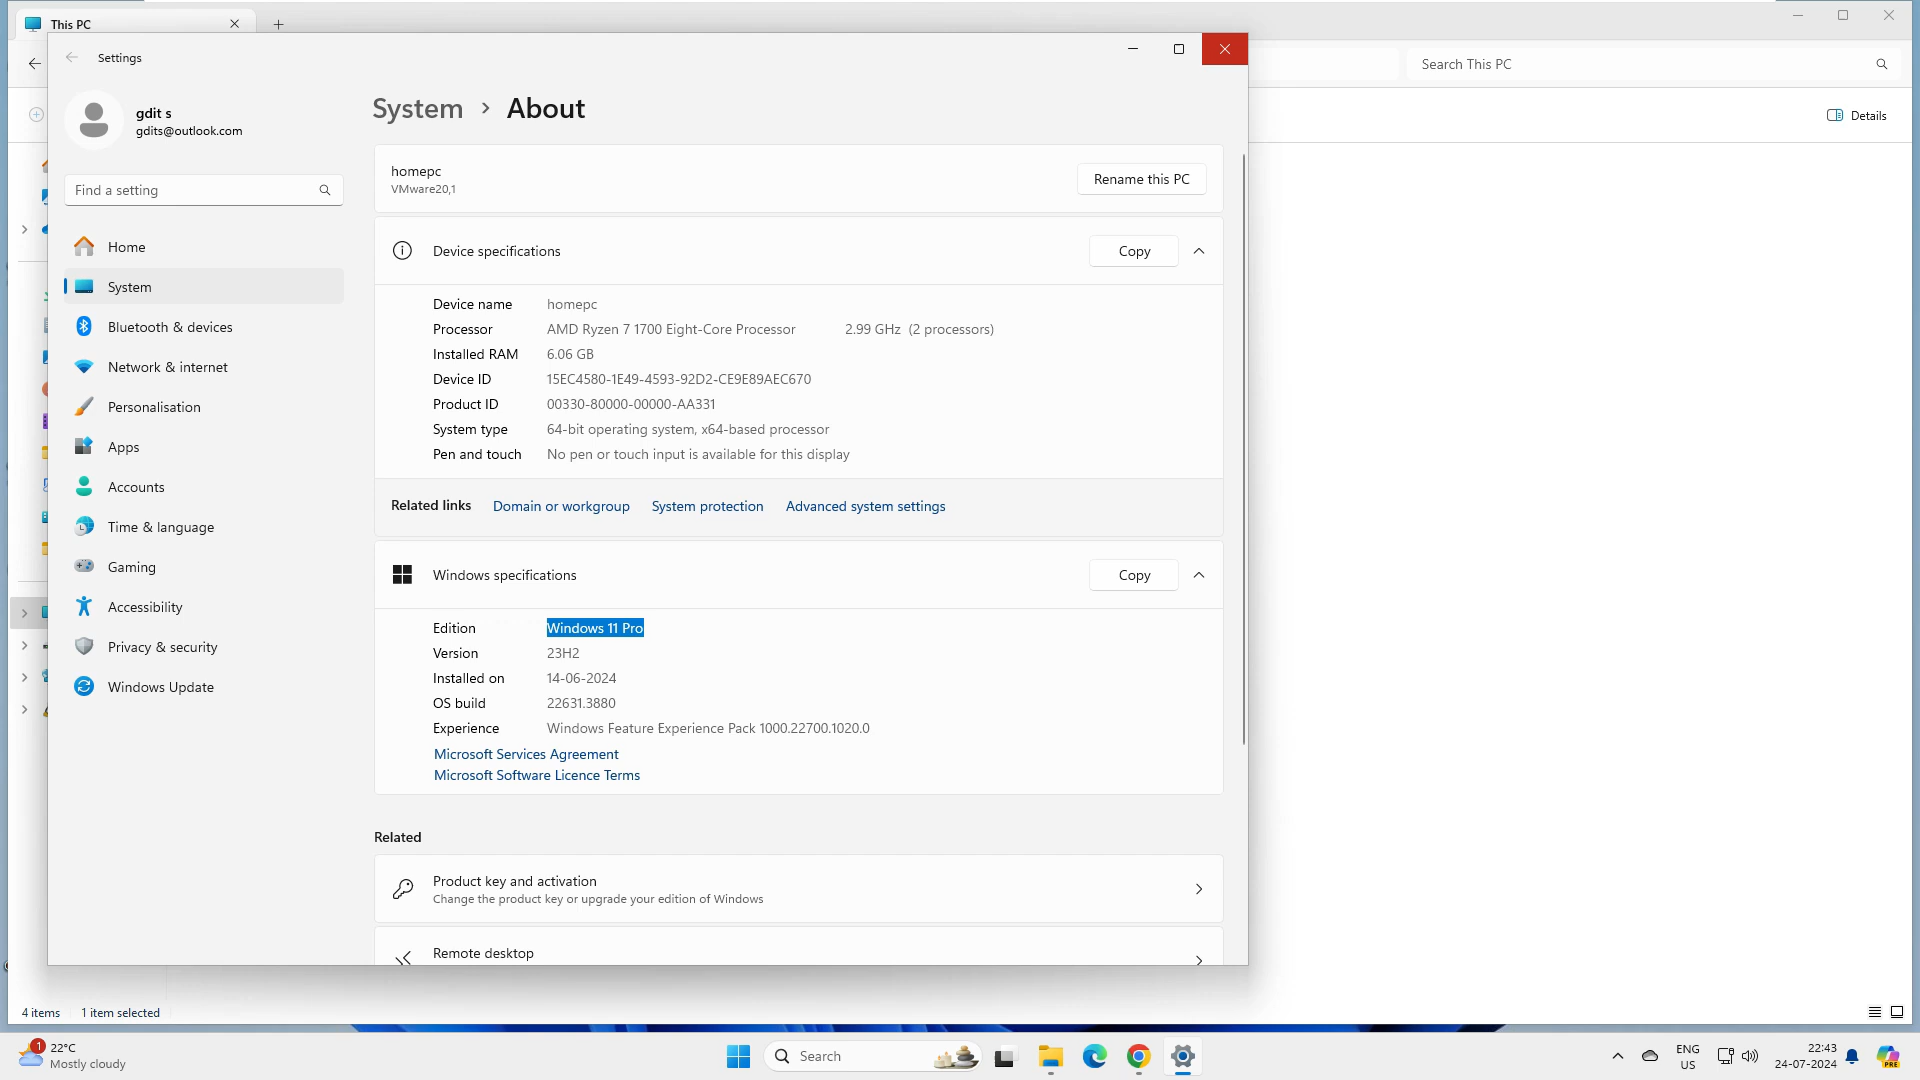 This PC
Settings
Search This PC
Details
gdit s
gdits@outlook.com
Find a setting
Home
System
Bluetooth & devices
Network & internet
Personalisation
Apps
Accounts
Time & language
Gaming
Accessibility
Privacy & security
Windows Update
System > About
homepc
VMware20,1
Rename this PC
Device specifications
Copy
Device name homepc
Processor AMD Ryzen 7 1700 Eight-Core Processor 2.99 GHz (2 processors)
Installed RAM 6.06 GB
Device ID 15EC4580-1E49-4593-92D2-CE9E89AEC670
Product ID 00330-80000-00000-AA331
System type 64-bit operating system, x64-based processor
Pen and touch No pen or touch input is available for this display
Related links Domain or workgroup System protection Advanced system settings
Windows specifications
Copy
Edition Windows 11 Pro
Version 23H2
Installed on 14-06-2024
OS build 22631.3880
Experience Windows Feature Experience Pack 1000.22700.1020.0
Microsoft Services Agreement
Microsoft Software Licence Terms
Related
Product key and activation
Change the product key or upgrade your edition of Windows
Remote desktop
4 items 1 item selected
1
22°C
Mostly cloudy
Search
ENG
US
22:43
24-07-2024
PRE